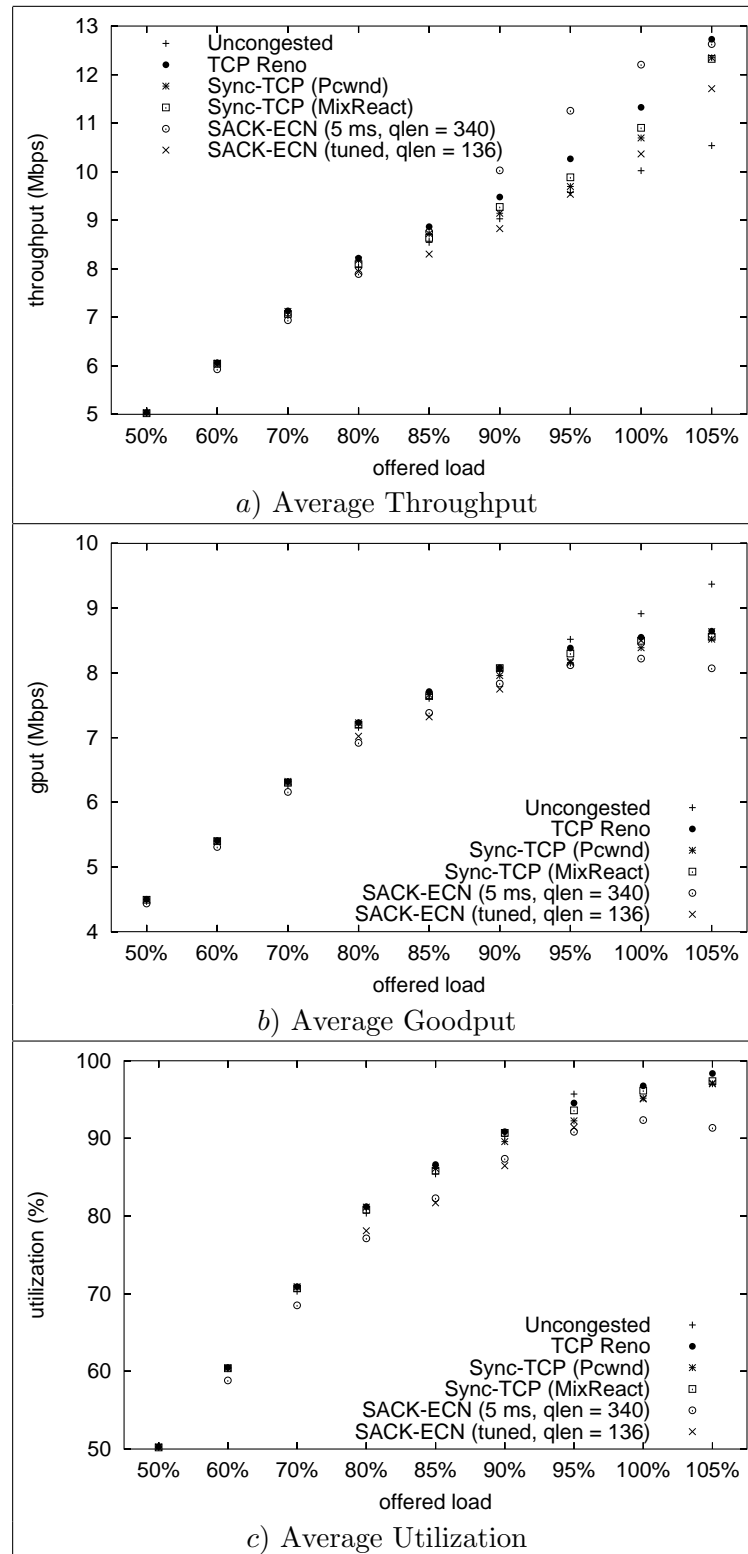 13
12
11
10
9
8
7
6
5
throughput (Mbps)
Uncongested
TCP Reno
Sync-TCP (Pcwnd)
Sync-TCP (MixReact)
SACK-ECN (5 ms, qlen = 340)
SACK-ECN (tuned, qlen = 136)
50% 60% 70% 80% 85% 90% 95% 100% 105%
offered load
a) Average Throughput
10
9
8
7
6
5
4
gput (Mbps)
Uncongested
TCP Reno
Sync-TCP (Pcwnd)
Sync-TCP (MixReact)
SACK-ECN (5 ms, qlen = 340)
SACK-ECN (tuned, qlen = 136)
50% 60% 70% 80% 85% 90% 95% 100% 105%
offered load
b) Average Goodput
100
90
80
70
60
50
utilization (%)
Uncongested
TCP Reno
Sync-TCP (Pcwnd)
Sync-TCP (MixReact)
SACK-ECN (5 ms, qlen = 340)
SACK-ECN (tuned, qlen = 136)
50% 60% 70% 80% 85% 90% 95% 100% 105%
offered load
c) Average Utilization